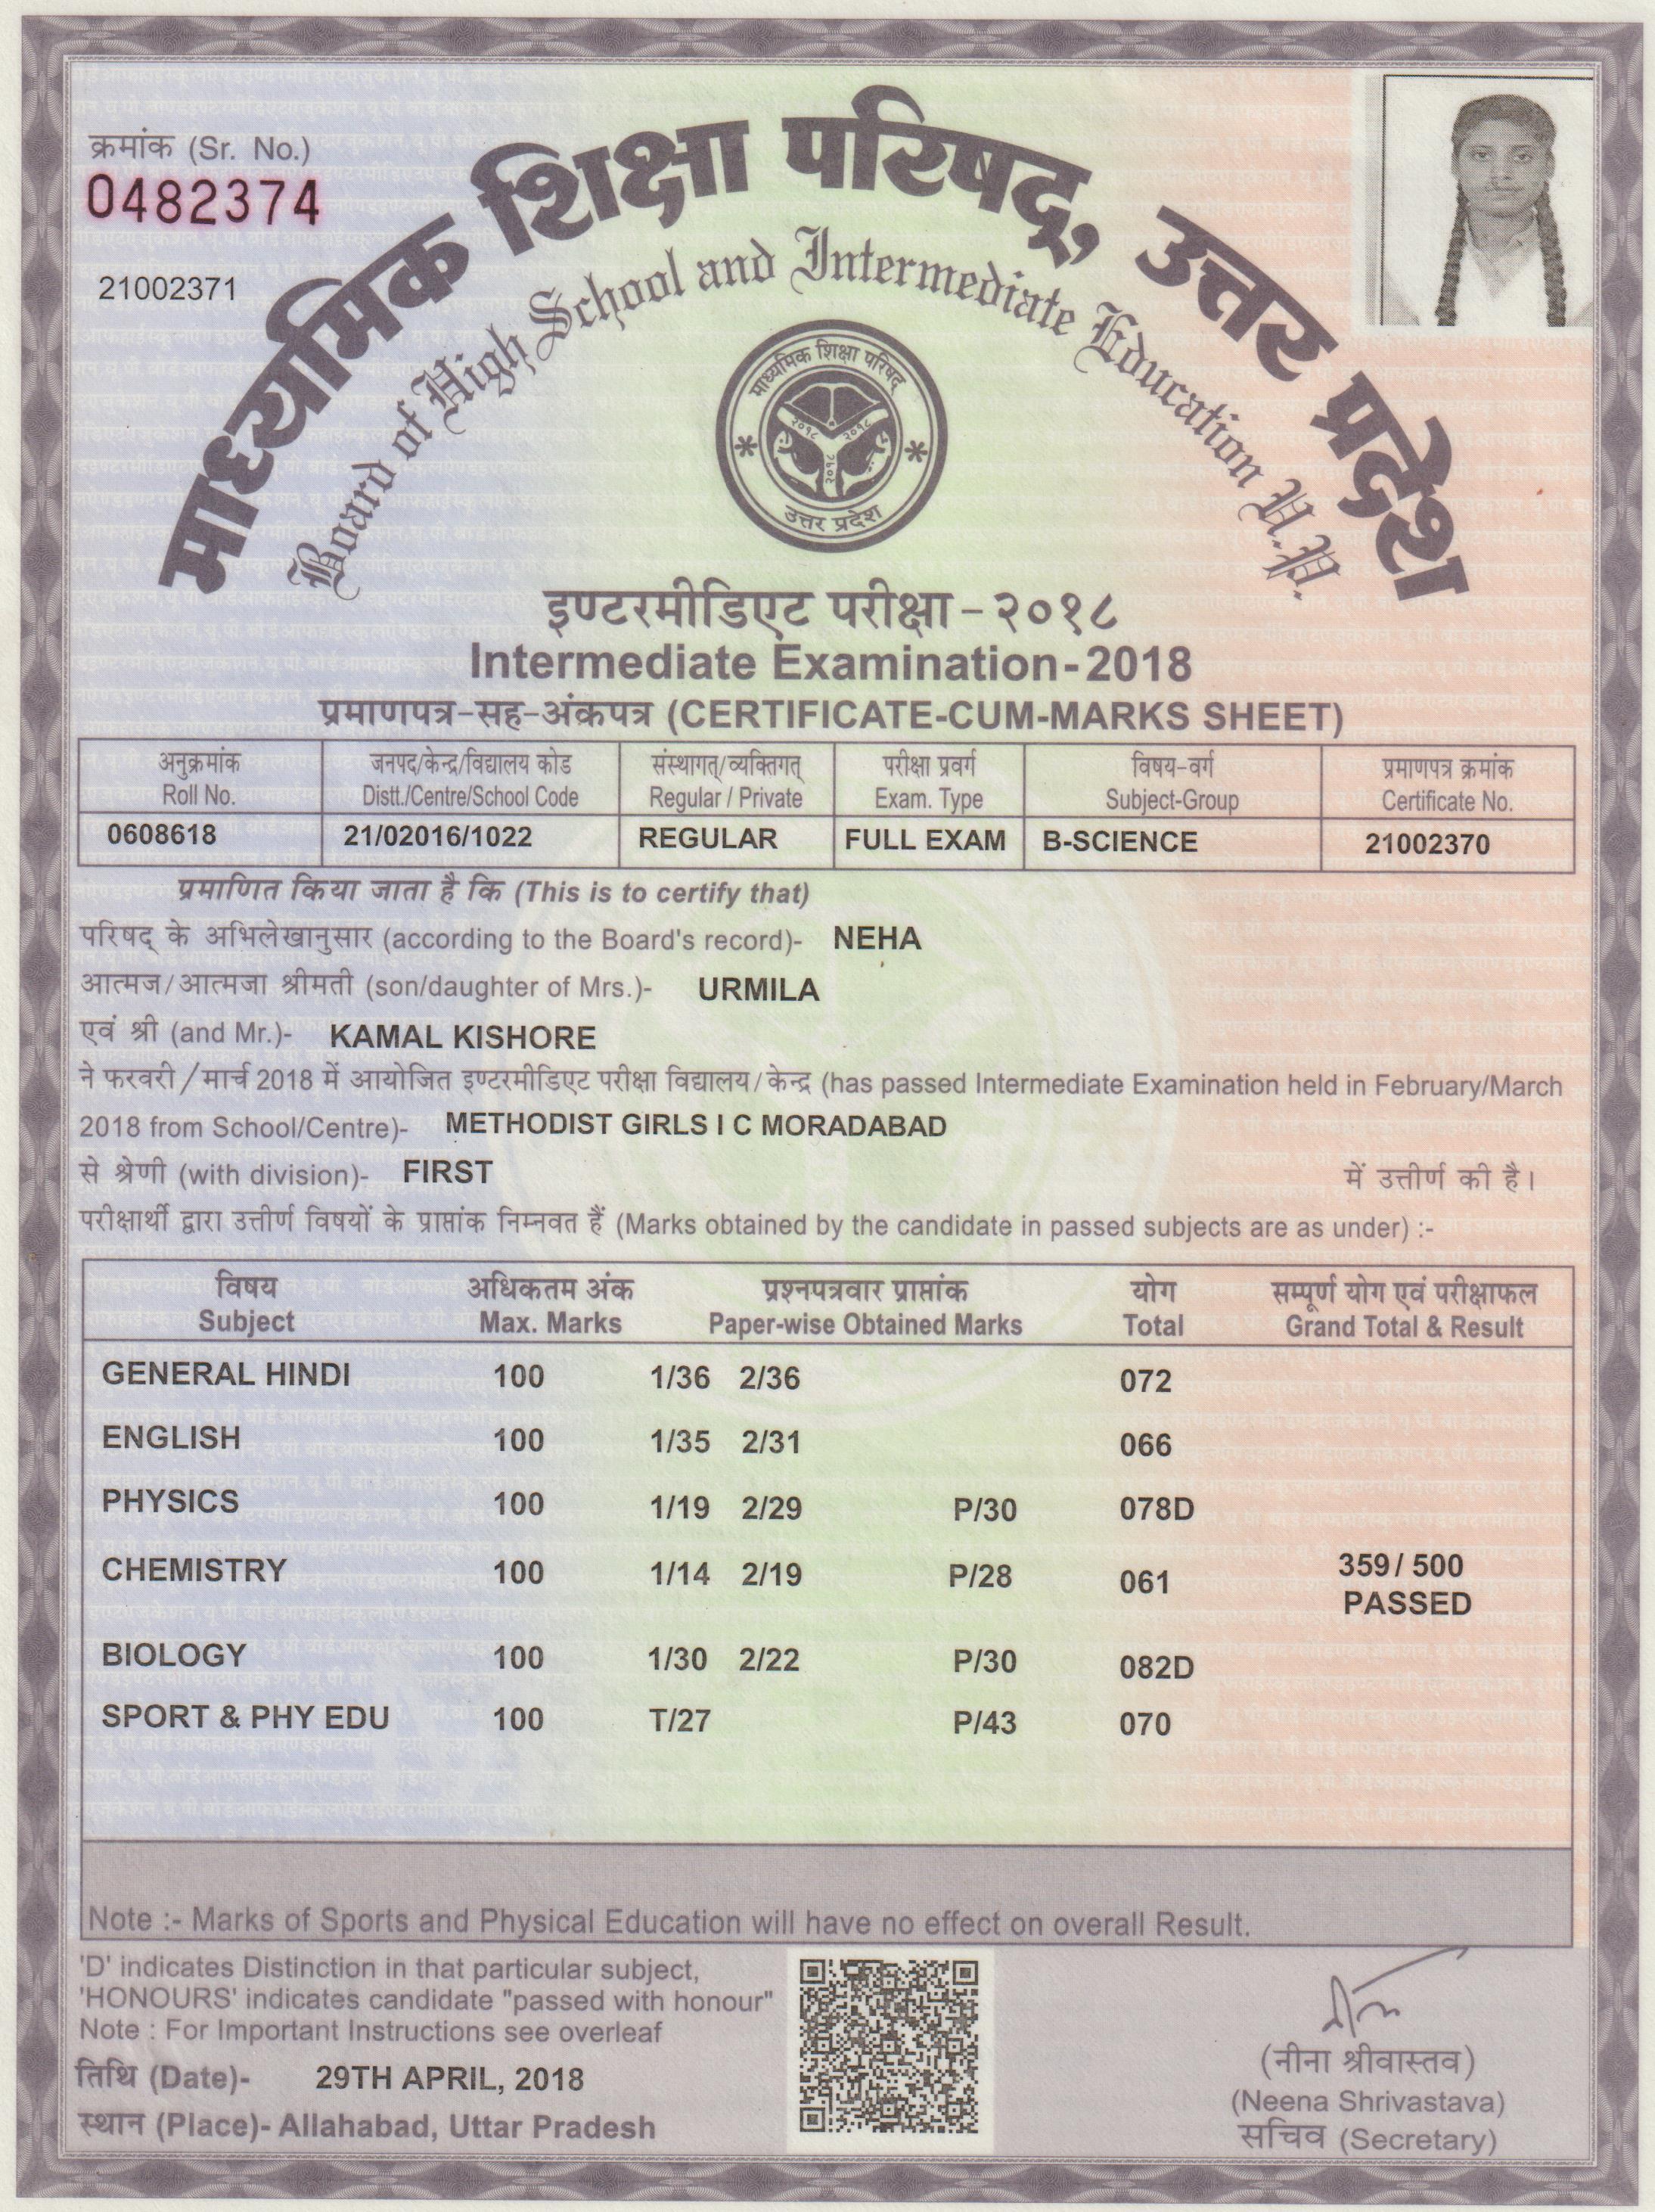 क्रमांक (Sr. No.)
0482374
21002371
माध्यमिक शिक्षा परिषद्, उत्तर प्रदेश
Board of High School and Intermediate Education U.P.
माध्यमिक शिक्षा परिषद्
२०१८ २०१८
२०१८
उत्तर प्रदेश
इण्टरमीडिएट परीक्षा - २०१८
Intermediate Examination-2018
प्रमाणपत्र-सह-अंकपत्र (CERTIFICATE-CUM-MARKS SHEET)
अनुक्रमांक जनपद/केन्द्र/विद्यालय कोड संस्थागत्/व्यक्तिगत् परीक्षा प्रवर्ग विषय-वर्ग प्रमाणपत्र क्रमांक
Roll No. Distt./Centre/School Code Regular / Private Exam. Type Subject-Group Certificate No.
0608618 21/02016/1022 REGULAR FULL EXAM B-SCIENCE 21002370
प्रमाणित किया जाता है कि (This is to certify that)
परिषद् के अभिलेखानुसार (according to the Board's record)- NEHA
आत्मज/आत्मजा श्रीमती (son/daughter of Mrs.)- URMILA
एवं श्री (and Mr.)- KAMAL KISHORE
ने फरवरी/मार्च 2018 में आयोजित इण्टरमीडिएट परीक्षा विद्यालय/केन्द्र (has passed Intermediate Examination held in February/March
2018 from School/Centre)- METHODIST GIRLS I C MORADABAD
से श्रेणी (with division)- FIRST में उत्तीर्ण की है।
परीक्षार्थी द्वारा उत्तीर्ण विषयों के प्राप्तांक निम्नवत हैं (Marks obtained by the candidate in passed subjects are as under) :-
विषय अधिकतम अंक प्रश्नपत्रवार प्राप्तांक योग सम्पूर्ण योग एवं परीक्षाफल
Subject Max. Marks Paper-wise Obtained Marks Total Grand Total & Result
GENERAL HINDI 100 1/36 2/36 072
ENGLISH 100 1/35 2/31 066
PHYSICS 100 1/19 2/29 P/30 078D
CHEMISTRY 100 1/14 2/19 P/28 061 359/ 500
PASSED
BIOLOGY 100 1/30 2/22 P/30 082D
SPORT & PHY EDU 100 T/27 P/43 070
Note :- Marks of Sports and Physical Education will have no effect on overall Result.
'D' indicates Distinction in that particular subject,
'HONOURS' indicates candidate "passed with honour"
Note : For Important Instructions see overleaf
तिथि (Date)- 29TH APRIL, 2018
स्थान (Place)- Allahabad, Uttar Pradesh
(नीना श्रीवास्तव)
(Neena Shrivastava)
सचिव (Secretary)